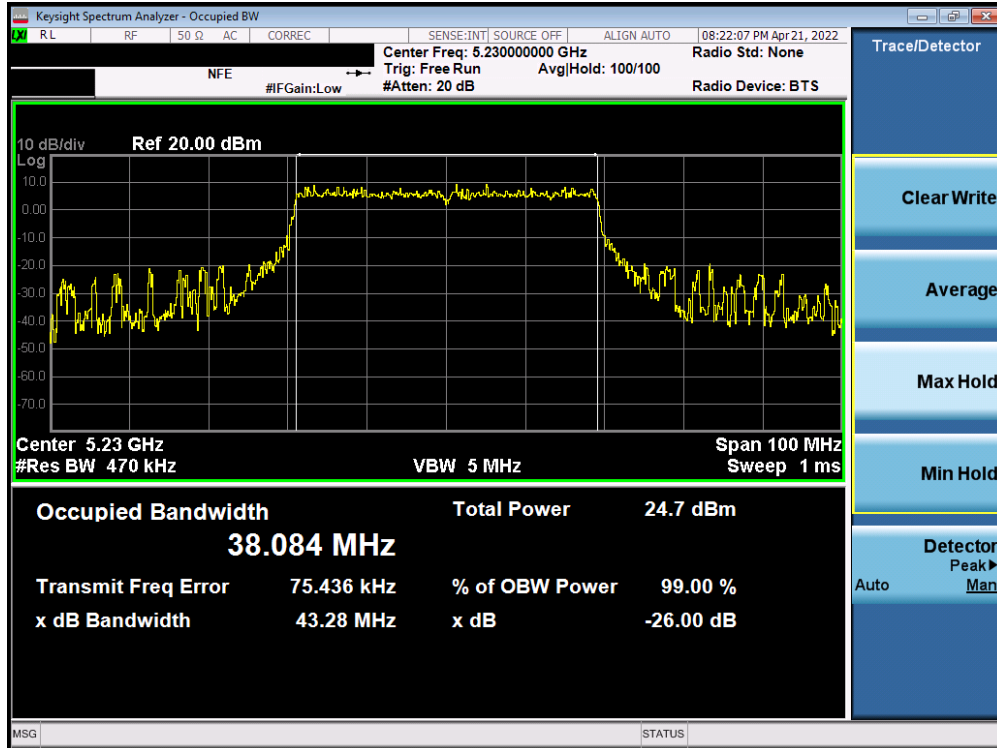 Keysight Spectrum Analyzer - Occupied BW
LXI RL RF 50 Ω AC CORREC SENSE:INT SOURCE OFF ALIGN AUTO 08:22:07 PM Apr 21, 2022
Center Freq: 5.230000000 GHz Radio Std: None
NFE Trig: Free Run Avg|Hold: 100/100
#IFGain:Low #Atten: 20 dB Radio Device: BTS
Trace/Detector
10 dB/div Ref 20.00 dBm
Log
10.0
0.00
-10.0
-20.0
-30.0
-40.0
-50.0
-60.0
-70.0
Center 5.23 GHz Span 100 MHz
#Res BW 470 kHz VBW 5 MHz Sweep 1 ms
Occupied Bandwidth Total Power 24.7 dBm
38.084 MHz
Transmit Freq Error 75.436 kHz % of OBW Power 99.00 %
x dB Bandwidth 43.28 MHz x dB -26.00 dB
Clear Write
Average
Max Hold
Min Hold
Detector
Peak▶
Auto Man
MSG STATUS